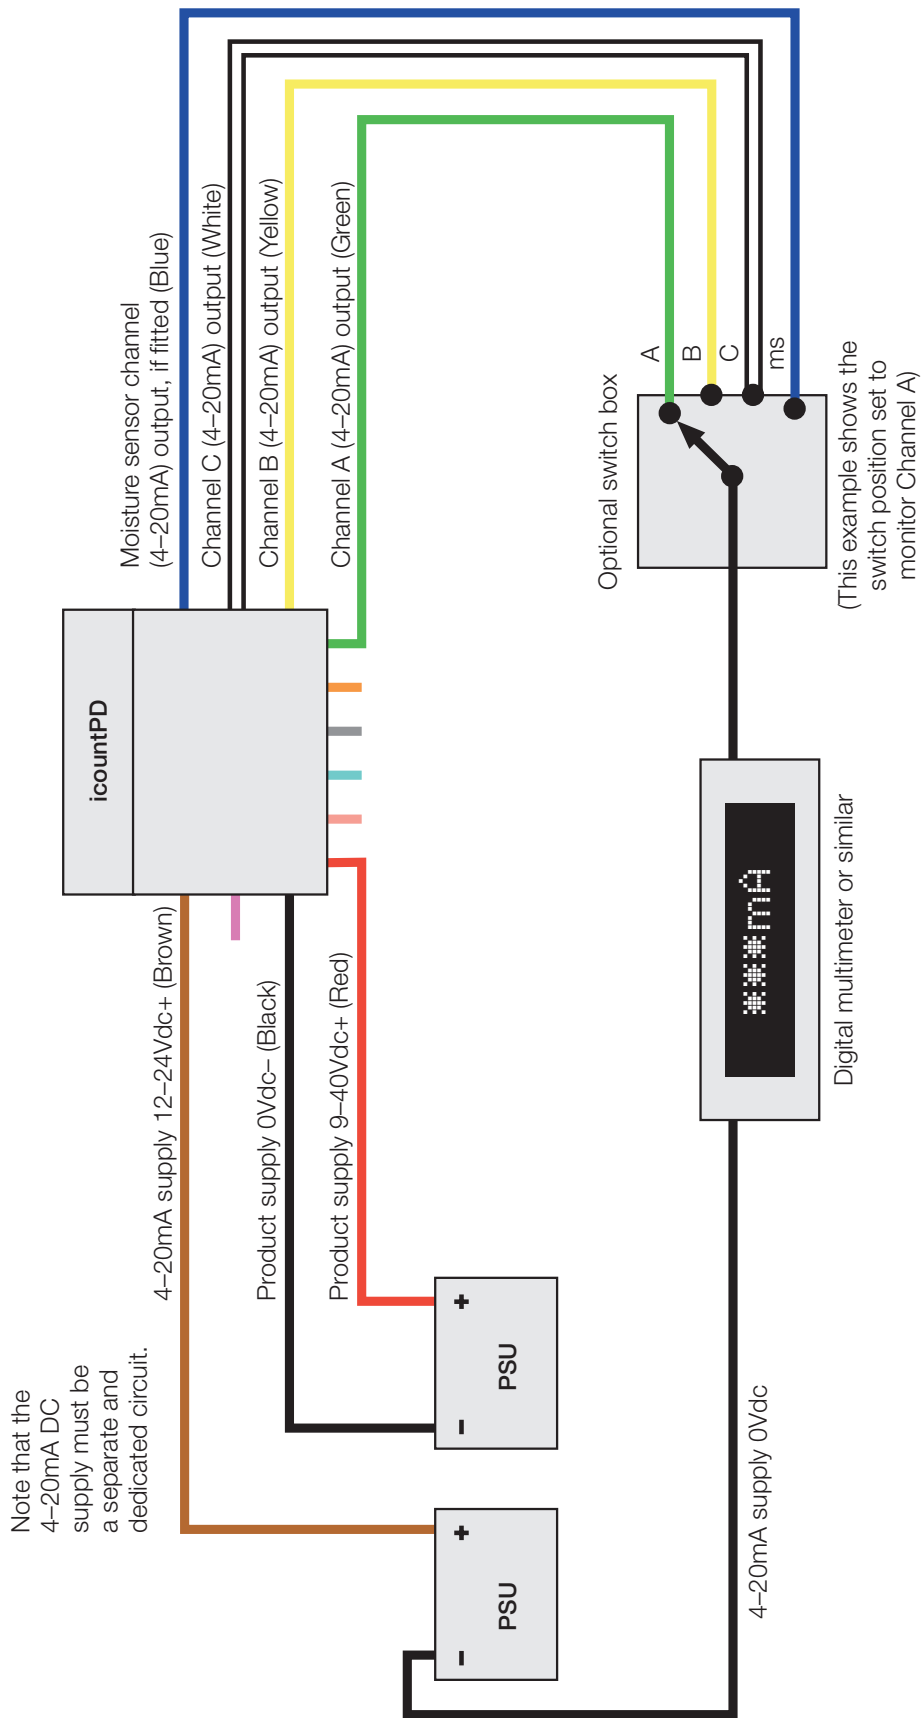 Note that the
4–20mA DC
supply must be
a separate and
dedicated circuit.
4–20mA supply 12–24Vdc+ (Brown)
Product supply 0Vdc– (Black)
Product supply 9–40Vdc+ (Red)
icountPD
Moisture sensor channel
(4–20mA) output, if fitted (Blue)
Channel C (4–20mA) output (White)
Channel B (4–20mA) output (Yellow)
Channel A (4–20mA) output (Green)
– PSU +
– PSU +
4–20mA supply 0Vdc
***mA
Digital multimeter or similar
Optional switch box
A
B
C
ms
(This example shows the
switch position set to
monitor Channel A)